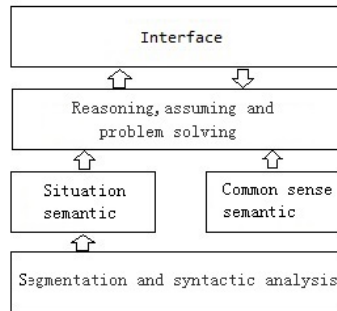 Interface
Reasoning, assuming and
problem solving
Situation
semantic
Common sense
semantic
Segmentation and syntactic analysis